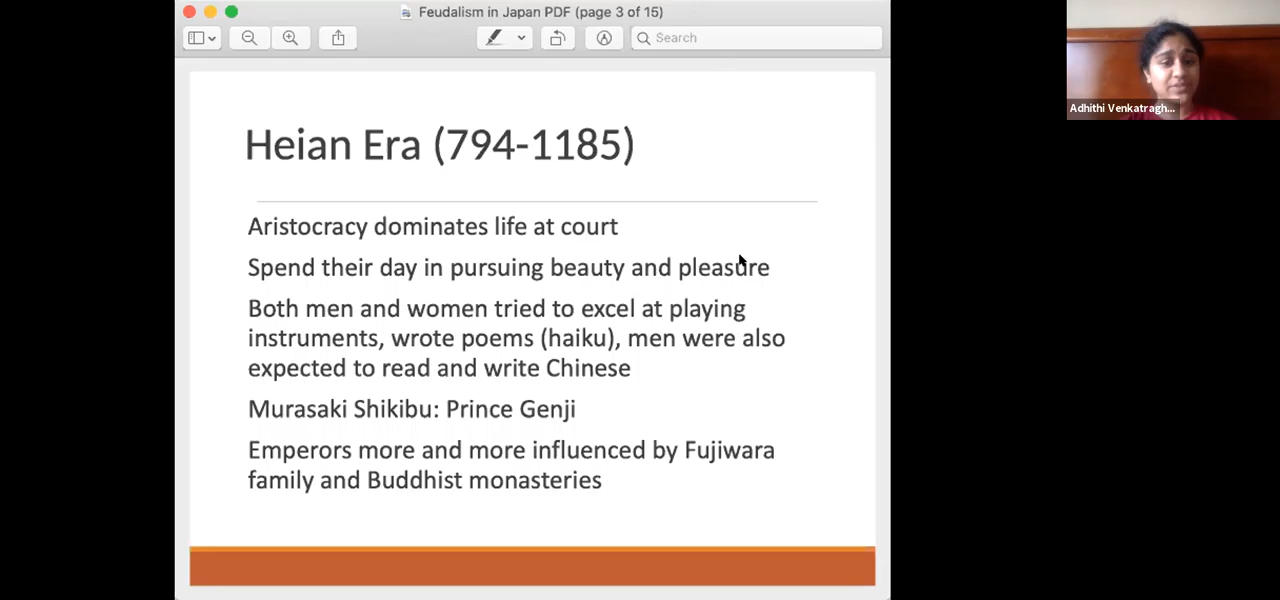 Feudalism in Japan PDF (page 3 of 15)
Search
Adhithi Venkatragh...
Heian Era (794-1185)
Aristocracy dominates life at court
Spend their day in pursuing beauty and pleasure
Both men and women tried to excel at playing
instruments, wrote poems (haiku), men were also
expected to read and write Chinese
Murasaki Shikibu: Prince Genji
Emperors more and more influenced by Fujiwara
family and Buddhist monasteries